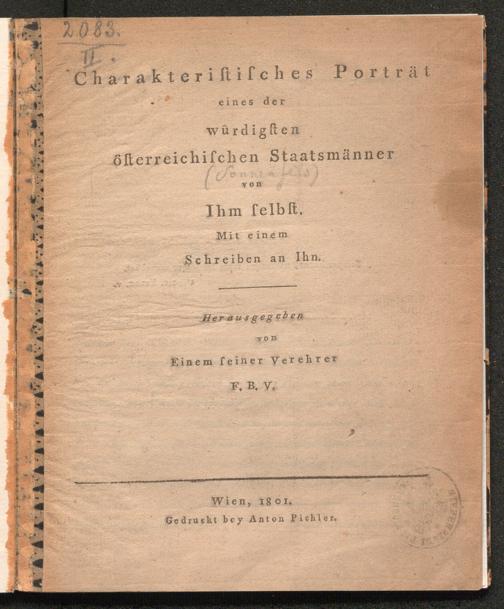 2083.
II.
Charakteriſtiſches Porträt
eines der
würdigſten
öſterreichiſchen Staatsmänner
(Sonnenfels)
von
Ihm ſelbſt.
Mit einem
Schreiben an Ihn.
Herausgegeben
von
Einem ſeiner Verehrer
F. B. V.
Wien, 1801.
Gedruckt bey Anton Pichler.